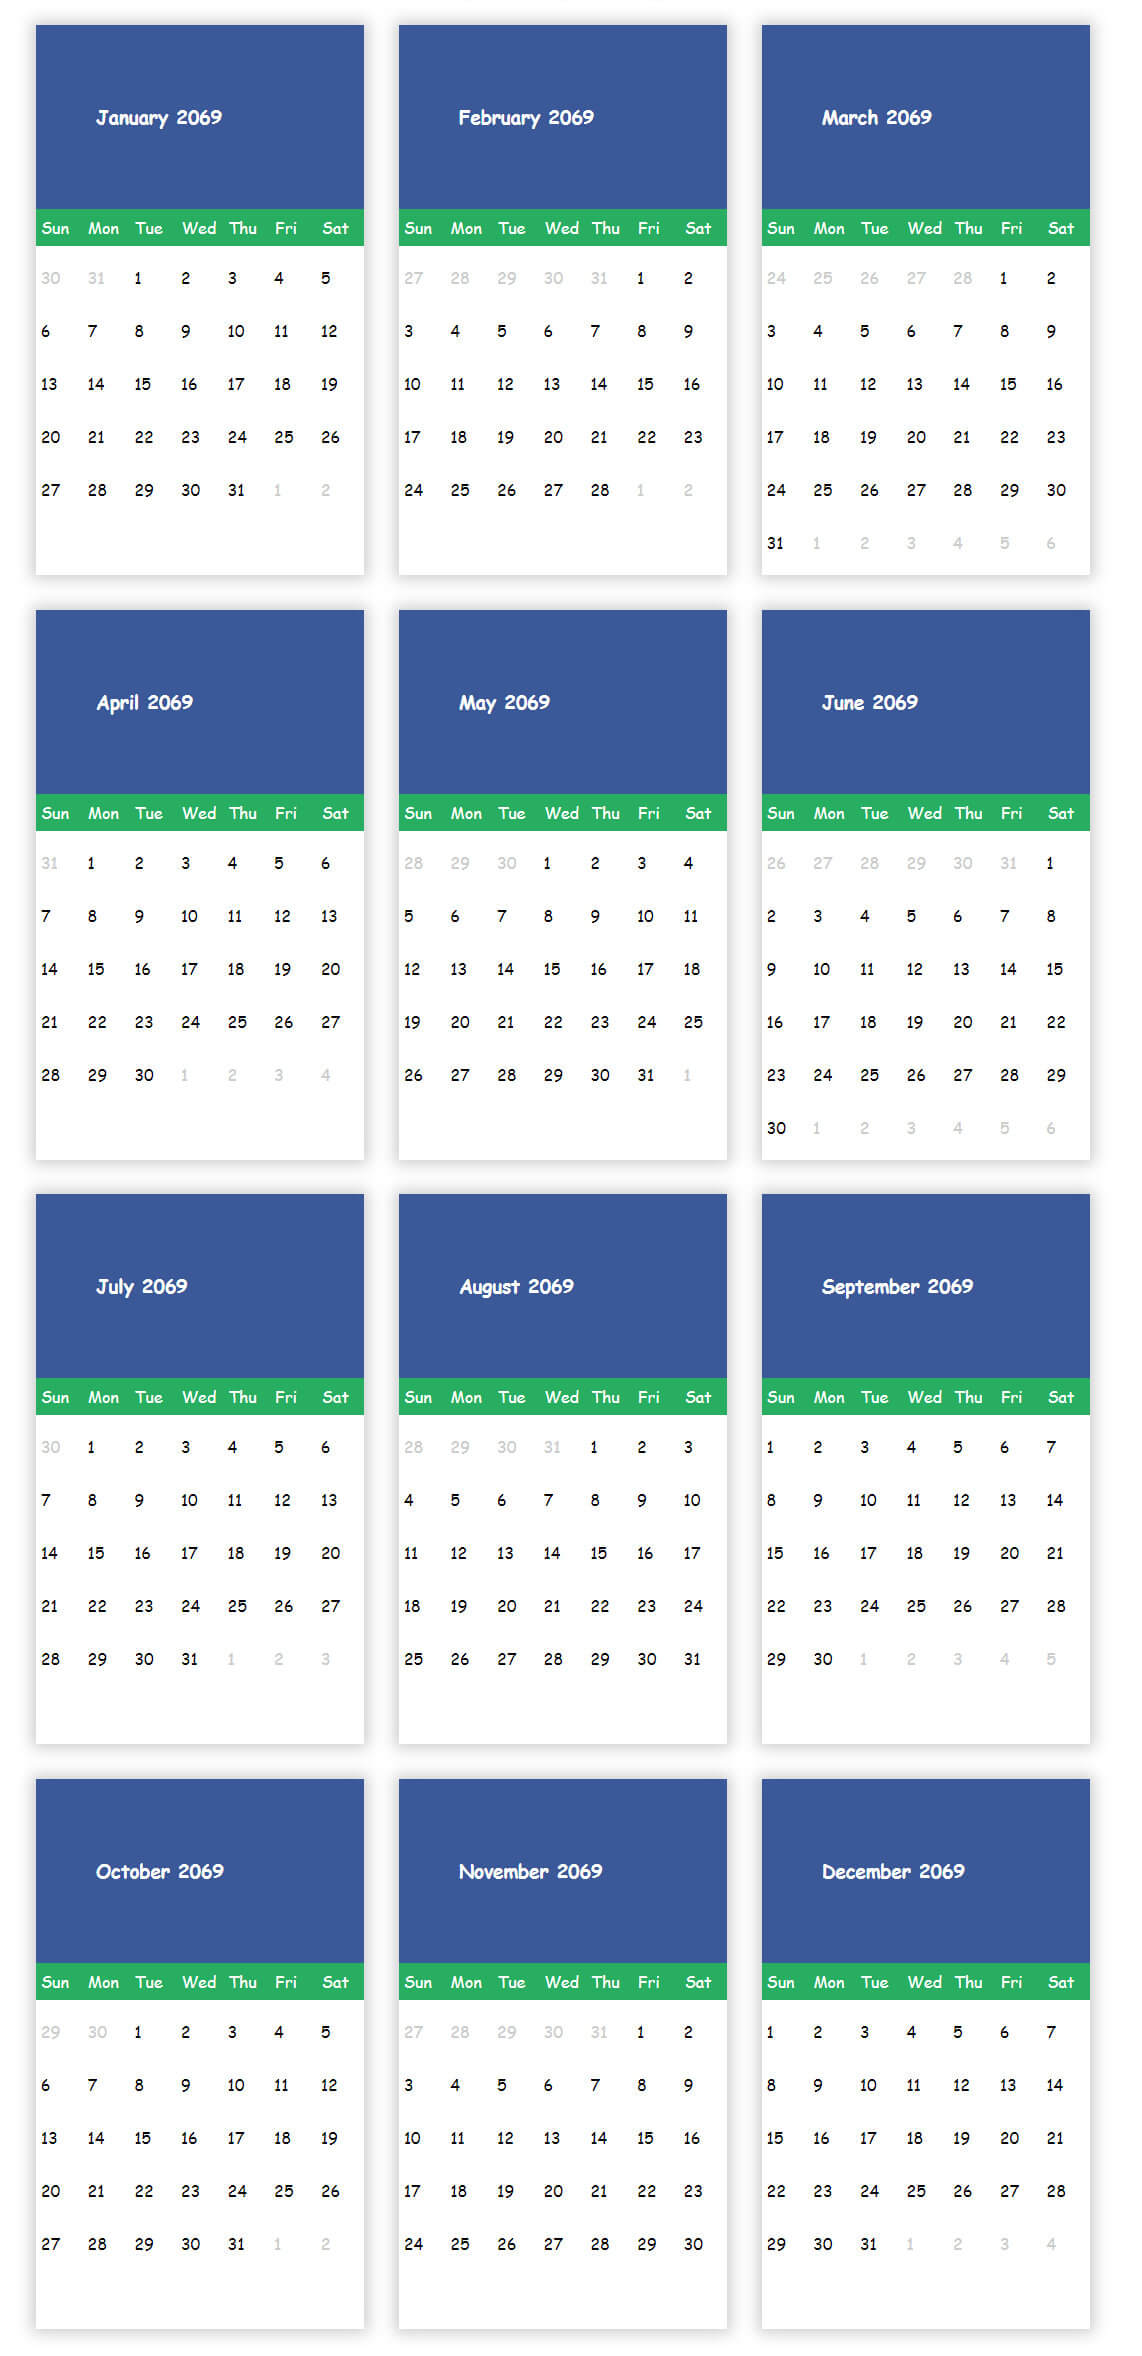 January 2069
Sun Mon Tue Wed Thu Fri Sat
30 31 1 2 3 4 5
6 7 8 9 10 11 12
13 14 15 16 17 18 19
20 21 22 23 24 25 26
27 28 29 30 31 1 2
February 2069
Sun Mon Tue Wed Thu Fri Sat
27 28 29 30 31 1 2
3 4 5 6 7 8 9
10 11 12 13 14 15 16
17 18 19 20 21 22 23
24 25 26 27 28 1 2
March 2069
Sun Mon Tue Wed Thu Fri Sat
24 25 26 27 28 1 2
3 4 5 6 7 8 9
10 11 12 13 14 15 16
17 18 19 20 21 22 23
24 25 26 27 28 29 30
31 1 2 3 4 5 6
April 2069
Sun Mon Tue Wed Thu Fri Sat
31 1 2 3 4 5 6
7 8 9 10 11 12 13
14 15 16 17 18 19 20
21 22 23 24 25 26 27
28 29 30 1 2 3 4
May 2069
Sun Mon Tue Wed Thu Fri Sat
28 29 30 1 2 3 4
5 6 7 8 9 10 11
12 13 14 15 16 17 18
19 20 21 22 23 24 25
26 27 28 29 30 31 1
June 2069
Sun Mon Tue Wed Thu Fri Sat
26 27 28 29 30 31 1
2 3 4 5 6 7 8
9 10 11 12 13 14 15
16 17 18 19 20 21 22
23 24 25 26 27 28 29
30 1 2 3 4 5 6
July 2069
Sun Mon Tue Wed Thu Fri Sat
30 1 2 3 4 5 6
7 8 9 10 11 12 13
14 15 16 17 18 19 20
21 22 23 24 25 26 27
28 29 30 31 1 2 3
August 2069
Sun Mon Tue Wed Thu Fri Sat
28 29 30 31 1 2 3
4 5 6 7 8 9 10
11 12 13 14 15 16 17
18 19 20 21 22 23 24
25 26 27 28 29 30 31
September 2069
Sun Mon Tue Wed Thu Fri Sat
1 2 3 4 5 6 7
8 9 10 11 12 13 14
15 16 17 18 19 20 21
22 23 24 25 26 27 28
29 30 1 2 3 4 5
October 2069
Sun Mon Tue Wed Thu Fri Sat
29 30 1 2 3 4 5
6 7 8 9 10 11 12
13 14 15 16 17 18 19
20 21 22 23 24 25 26
27 28 29 30 31 1 2
November 2069
Sun Mon Tue Wed Thu Fri Sat
27 28 29 30 31 1 2
3 4 5 6 7 8 9
10 11 12 13 14 15 16
17 18 19 20 21 22 23
24 25 26 27 28 29 30
December 2069
Sun Mon Tue Wed Thu Fri Sat
1 2 3 4 5 6 7
8 9 10 11 12 13 14
15 16 17 18 19 20 21
22 23 24 25 26 27 28
29 30 31 1 2 3 4